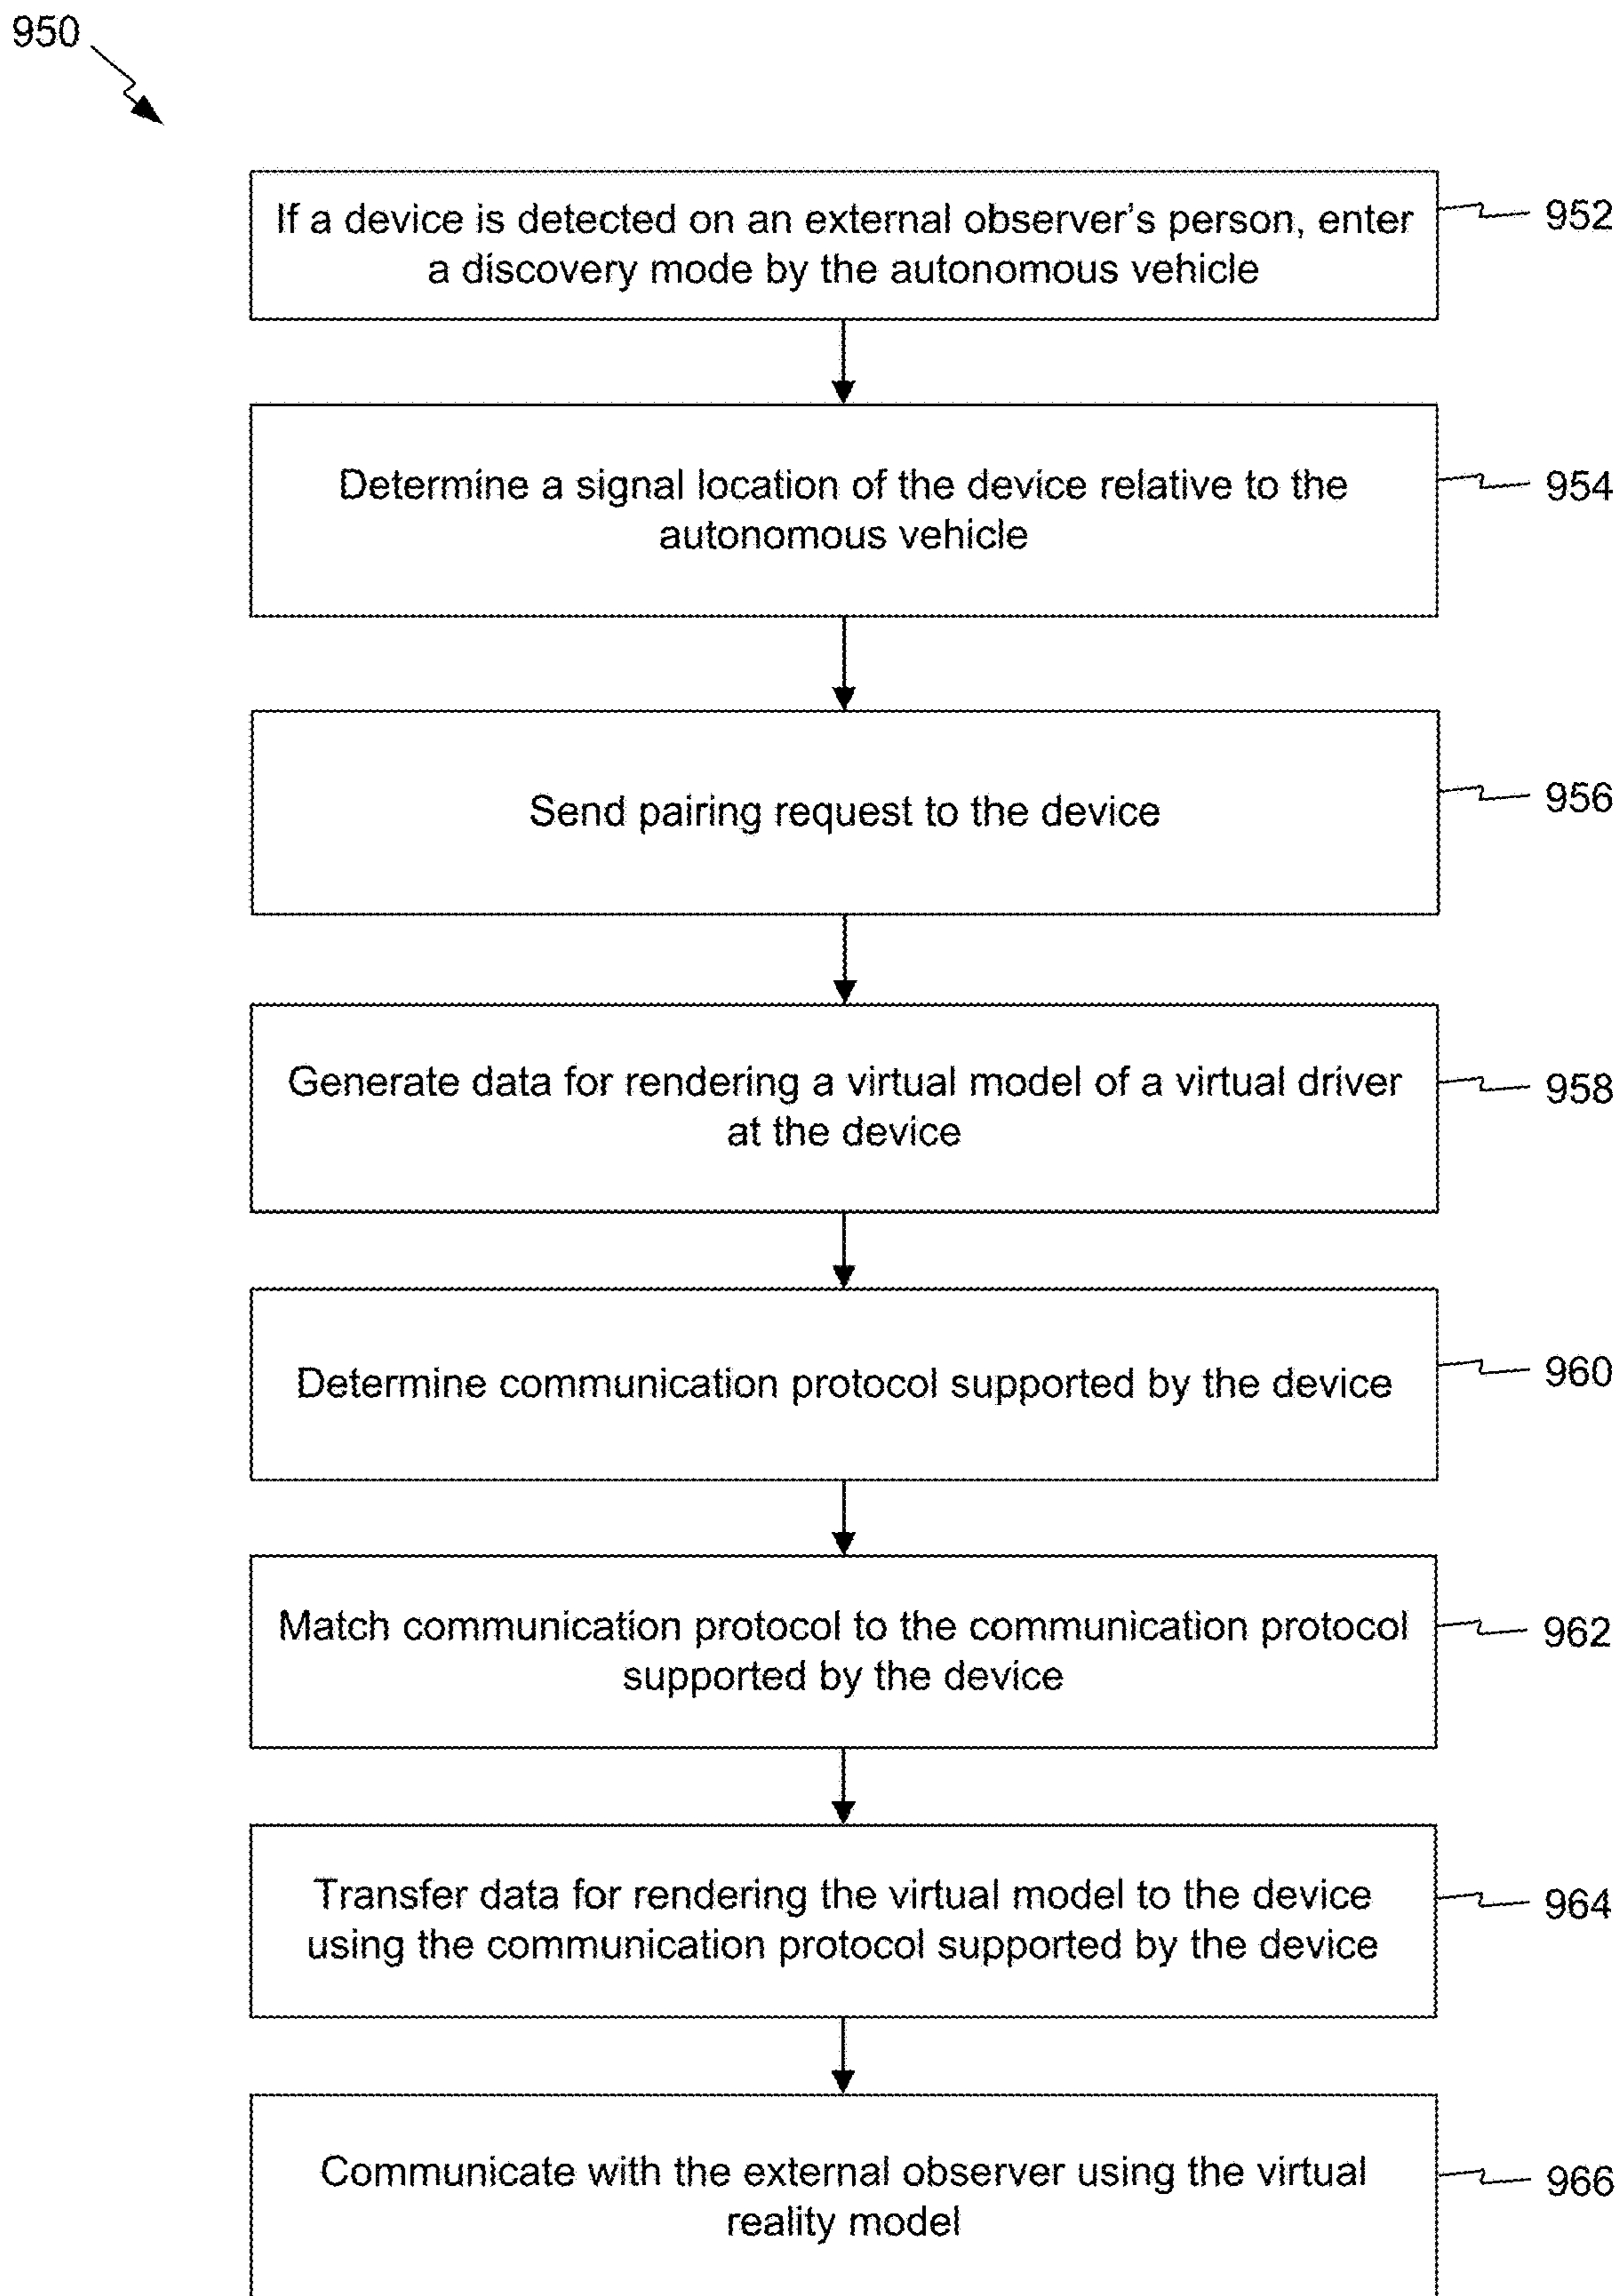 950
If a device is detected on an external observer's person, enter
a discovery mode by the autonomous vehicle
952
Determine a signal location of the device relative to the
autonomous vehicle
954
Send pairing request to the device
956
Generate data for rendering a virtual model of a virtual driver
at the device
958
Determine communication protocol supported by the device
960
Match communication protocol to the communication protocol
supported by the device
962
Transfer data for rendering the virtual model to the device
using the communication protocol supported by the device
964
Communicate with the external observer using the virtual
reality model
966